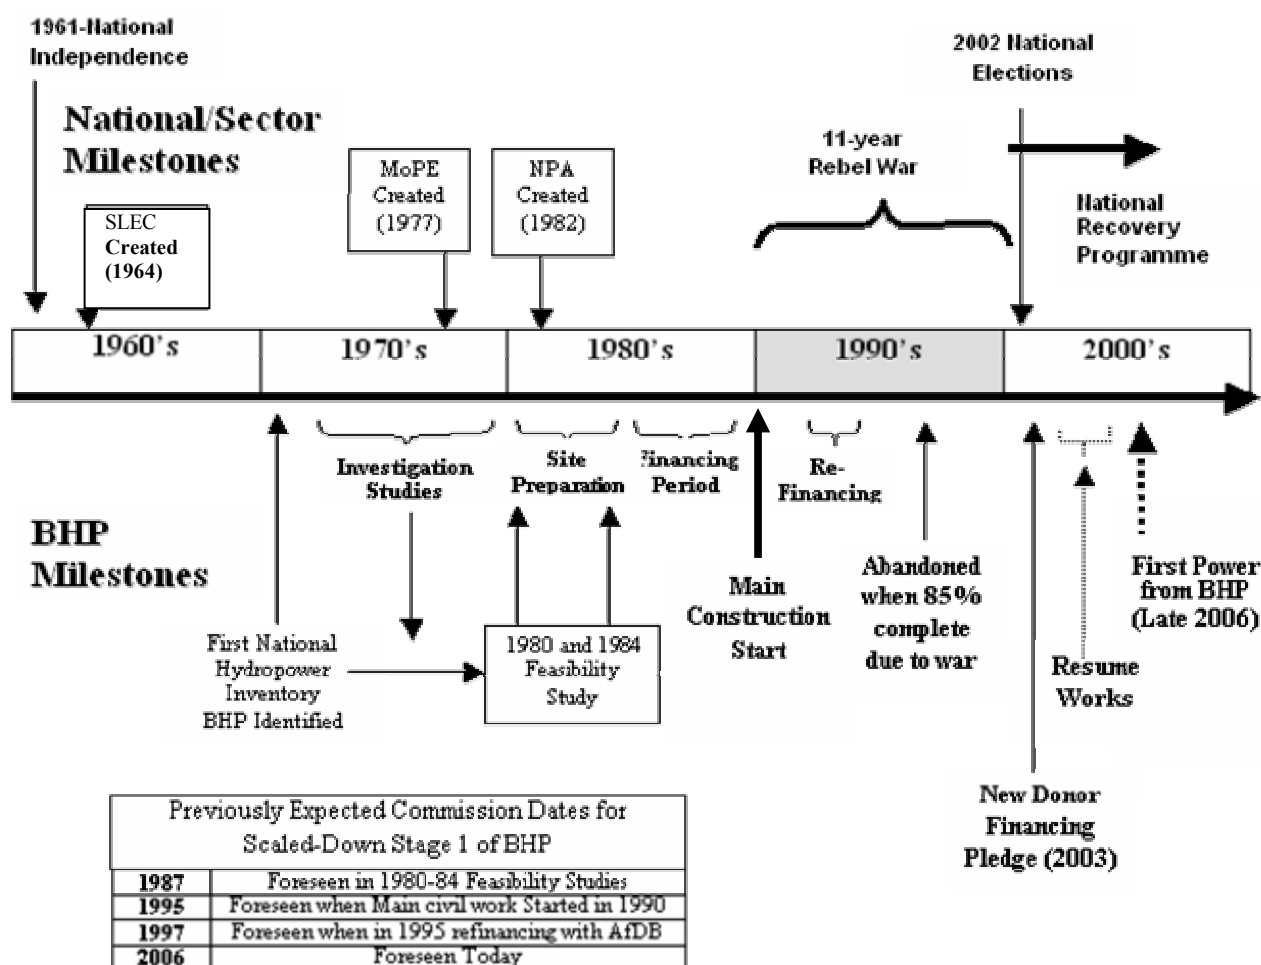 1961-National
Independence
2002 National
Elections
National/Sector
Milestones
11-year
Rebel War
MoPE
Created
(1977)
NPA
Created
(1982)
National
Recovery
Programme
SLEC
Created
(1964)
1960's
1970's
1980's
1990's
2000's
Investigation
Studies
Site
Preparation
Financing
Period
Re-
Financing
BHP
Milestones
Main
Construction
Start
Abandoned
when 85%
complete
due to war
First Power
from BHP
(Late 2006)
First National
Hydropower
Inventory
BHP Identified
1980 and 1984
Feasibility
Study
Resume
Works
New Donor
Financing
Pledge (2003)
Previously Expected Commission Dates for
Scaled-Down Stage 1 of BHP
1987 Foreseen in 1980-84 Feasibility Studies
1995 Foreseen when Main civil work Started in 1990
1997 Foreseen when in 1995 refinancing with AfDB
2006 Foreseen Today